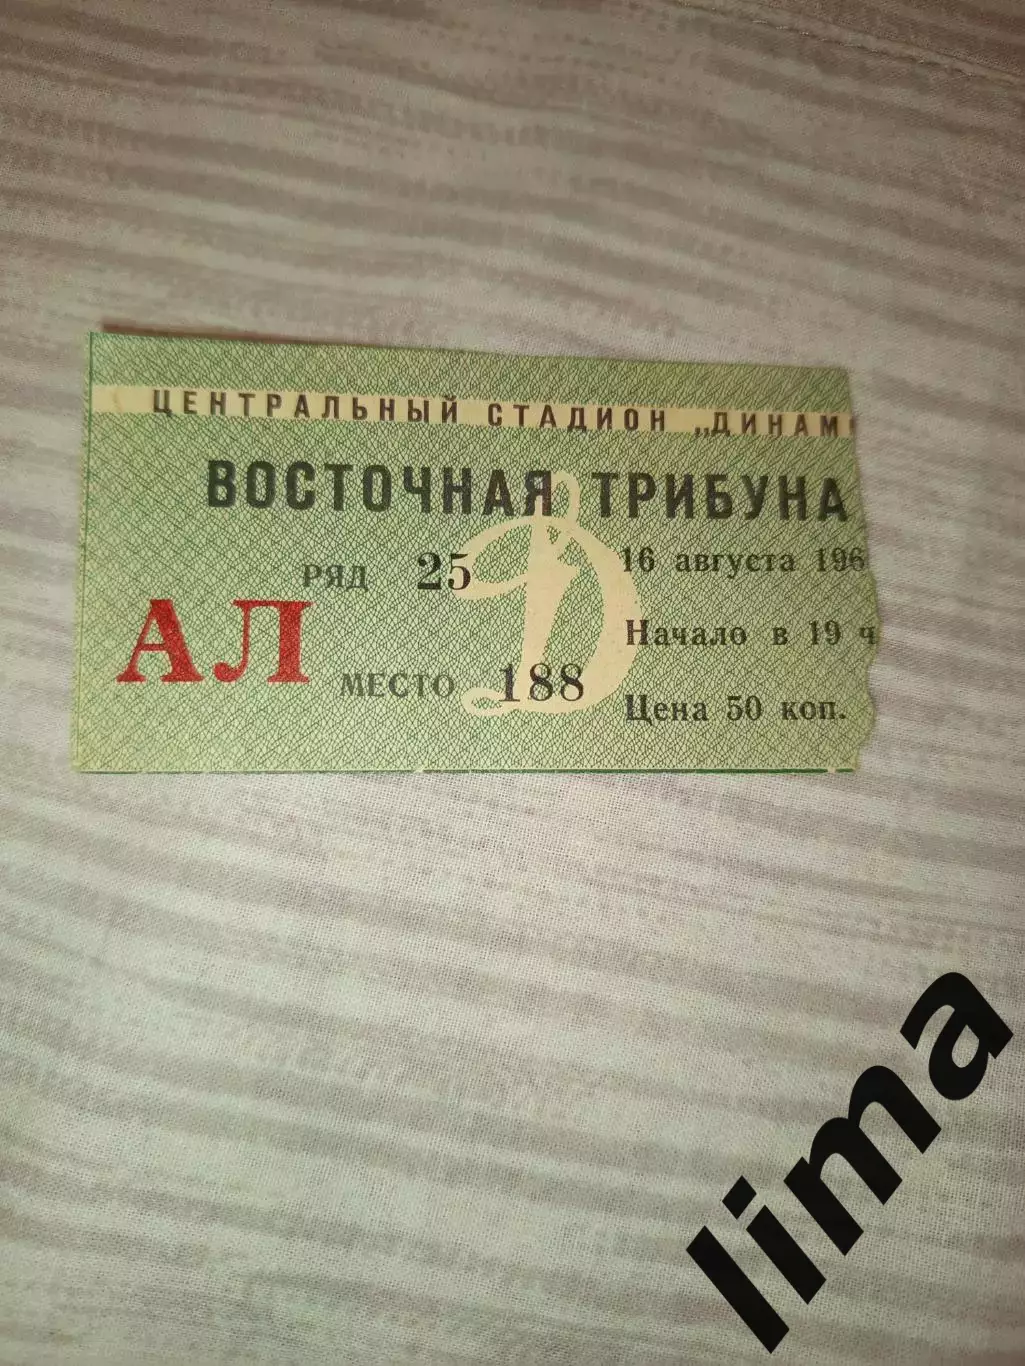 ЦЕНТРАЛЬНЫЙ СТАДИОН „ДИНАМ
ВОСТОЧНАЯ ТРИБУНА
РЯД 25
16 августа 196
АЛ
Начало в 19 ч
МЕСТО 188
Цена 50 коп.
lima